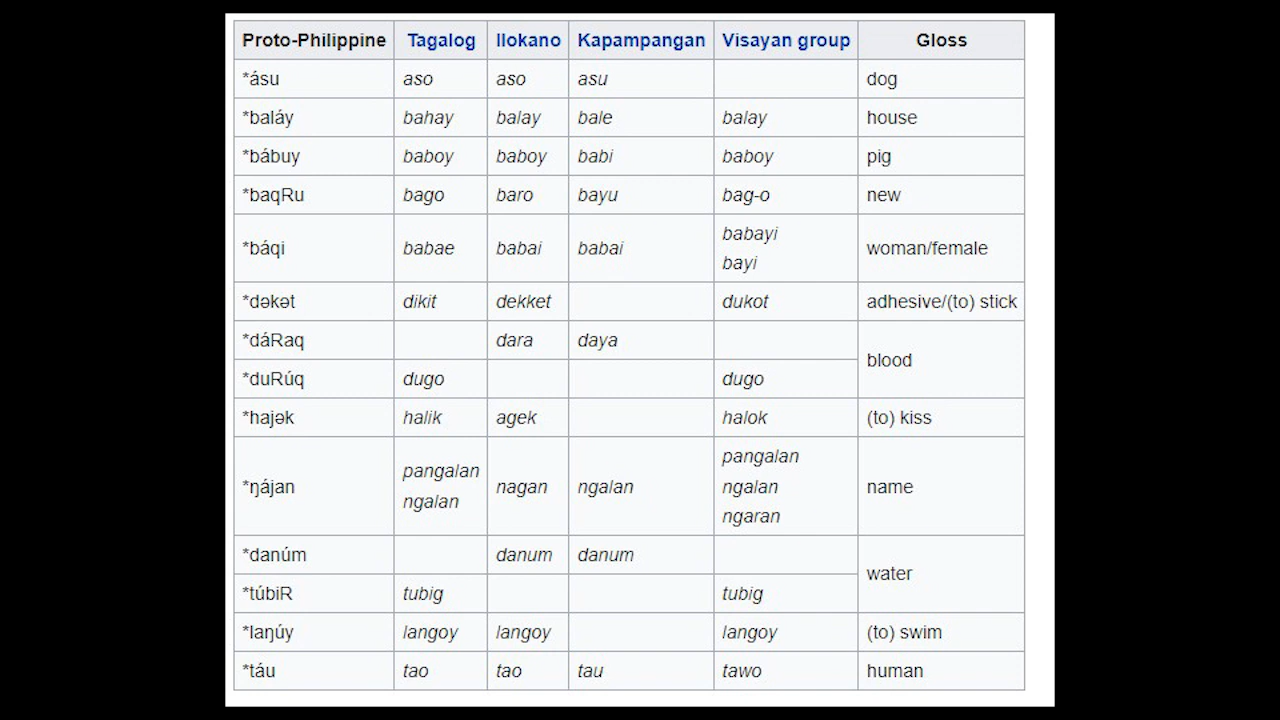 Proto-Philippine Tagalog Ilokano Kapampangan Visayan group Gloss
*ásu aso aso asu dog
*baláy bahay balay bale balay house
*bábuy baboy baboy babi baboy pig
*baqRu bago baro bayu bag-o new
*báqi babae babai babai babayi bayi woman/female
*dəkət dikit dekket dukot adhesive/(to) stick
*dáRaq dara daya blood
*duRúq dugo dugo
*hajək halik agek halok (to) kiss
*ŋájan pangalan ngalan nagan ngalan pangalan ngalan ngaran name
*danúm danum danum water
*túbiR tubig tubig
*laŋúy langoy langoy langoy (to) swim
*táu tao tao tau tawo human